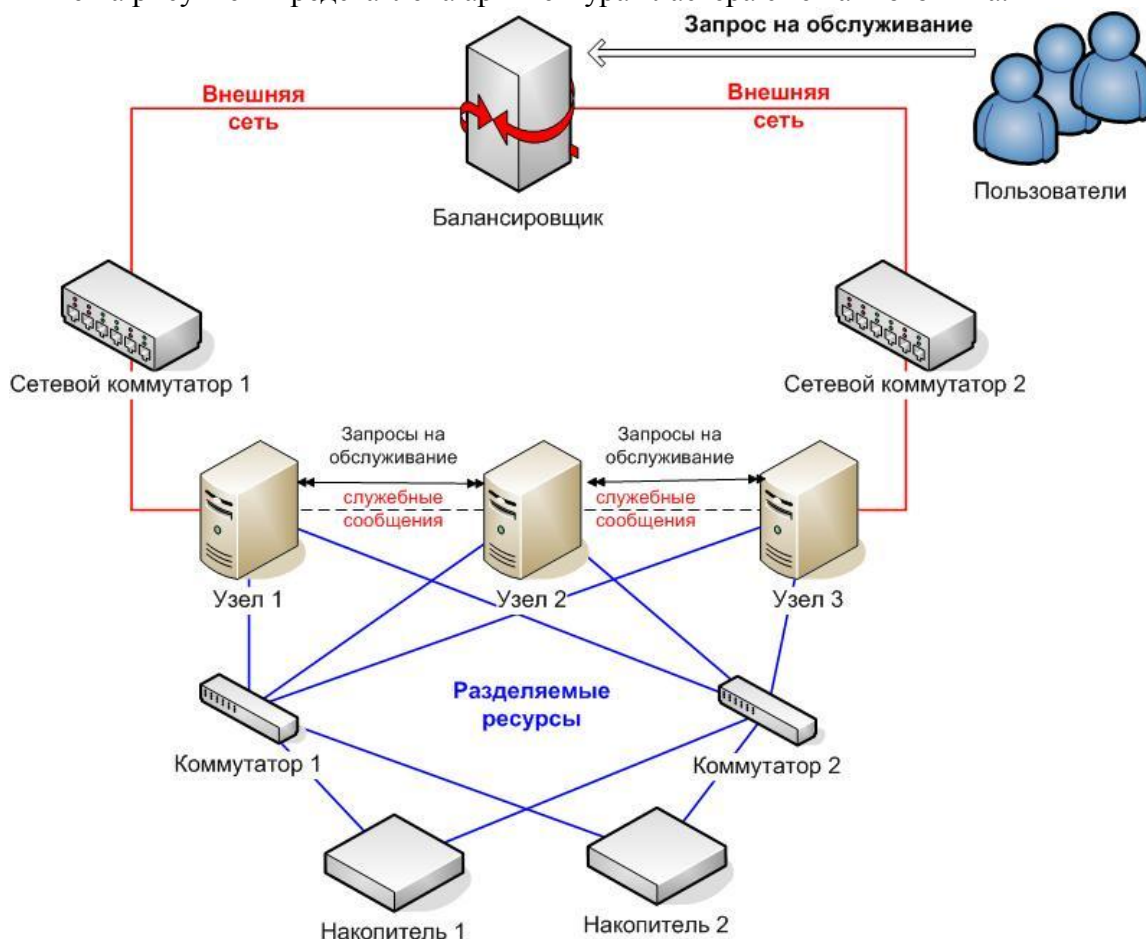 Запрос на обслуживание
Внешняя
сеть
Внешняя
сеть
Балансировщик
Пользователи
Сетевой коммутатор 1
Сетевой коммутатор 2
Запросы на
обслуживание
Запросы на
обслуживание
служебные
сообщения
служебные
сообщения
Узел 1
Узел 2
Узел 3
Разделяемые
ресурсы
Коммутатор 1
Коммутатор 2
Накопитель 1
Накопитель 2